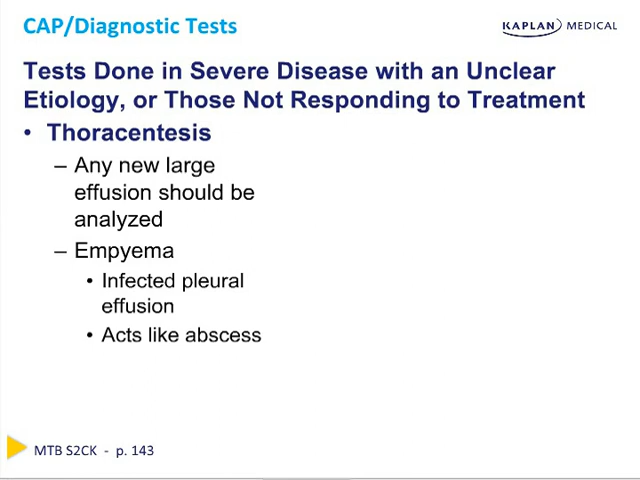 CAP/Diagnostic Tests
KAPLAN MEDICAL
Tests Done in Severe Disease with an Unclear
Etiology, or Those Not Responding to Treatment
• Thoracentesis
– Any new large
effusion should be
analyzed
– Empyema
• Infected pleural
effusion
• Acts like abscess
MTB S2CK - p. 143